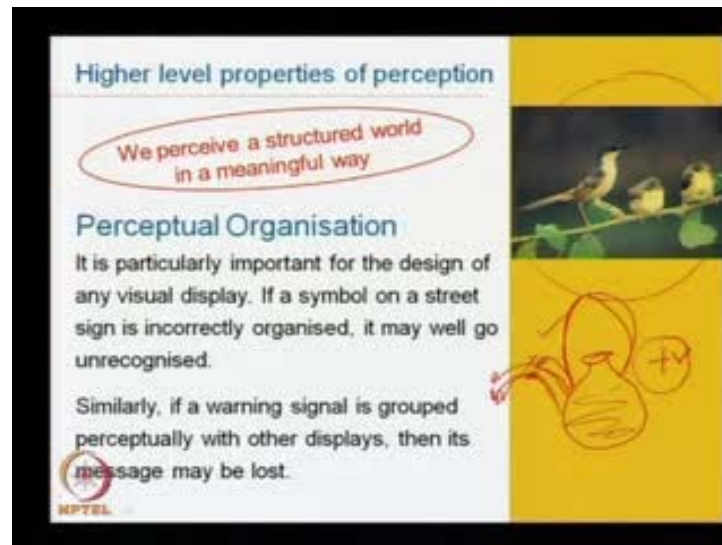 Higher level properties of perception
We perceive a structured world
in a meaningful way
Perceptual Organisation
It is particularly important for the design of
any visual display. If a symbol on a street
sign is incorrectly organised, it may well go
unrecognised.
Similarly, if a warning signal is grouped
perceptually with other displays, then its
message may be lost.
NPTEL